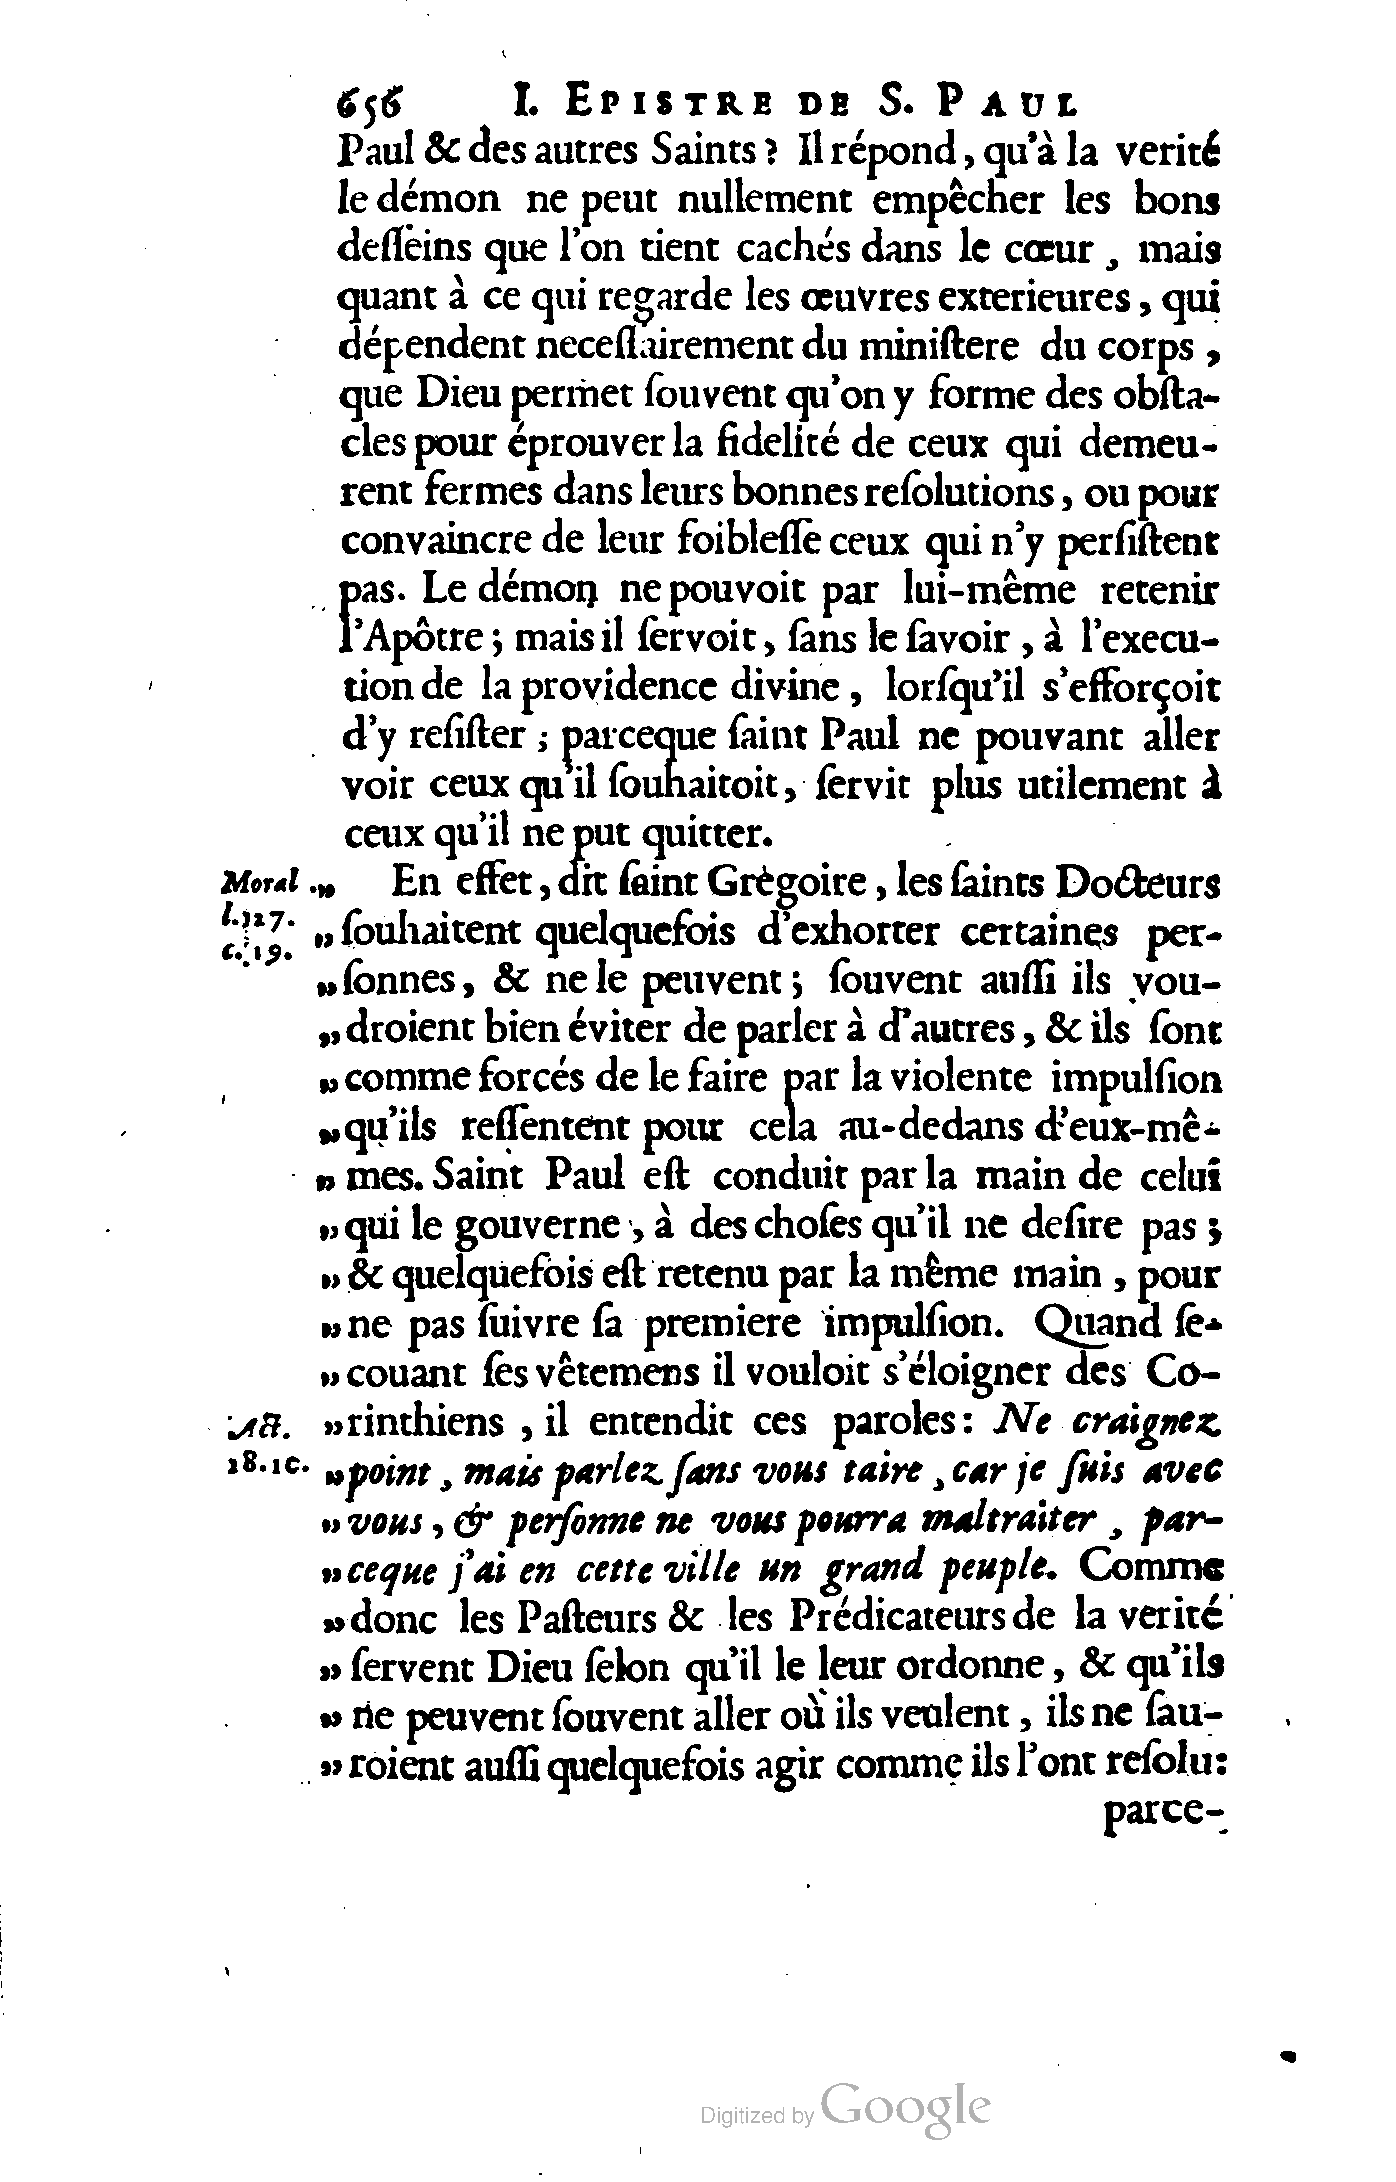 656 I. EPISTRE DE S. PAUL
Paul & des autres Saints ? Il répond, qu'à la verité
le démon ne peut nullement empêcher les bons
desseins que l'on tient cachés dans le cœur, mais
quant à ce qui regarde les œuvres exterieures, qui
dépendent necessairement du miniſtere du corps,
que Dieu permet ſouvent qu'on y forme des obſta-
cles pour éprouver la fidelité de ceux qui demeu-
rent fermes dans leurs bonnes reſolutions, ou pour
convaincre de leur foibleſſe ceux qui n'y perſiſtent
pas. Le démon ne pouvoit par lui-même retenir
l'Apôtre ; mais il ſervoit, ſans le ſavoir, à l'execu-
tion de la providence divine, lorſqu'il s'efforçoit
d'y reſiſter ; parceque ſaint Paul ne pouvant aller
voir ceux qu'il ſouhaitoit, ſervit plus utilement à
ceux qu'il ne put quitter.
Moral. „ En effet, dit ſaint Grégoire, les ſaints Docteurs
l. 27. „ ſouhaitent quelquefois d'exhorter certaines per-
c. 19. „ ſonnes, & ne le peuvent ; ſouvent auſſi ils vou-
„ droient bien éviter de parler à d'autres, & ils ſont
„ comme forcés de le faire par la violente impulſion
„ qu'ils reſſentent pour cela au-dedans d'eux-mê-
„ mes. Saint Paul eſt conduit par la main de celui
„ qui le gouverne, à des choſes qu'il ne deſire pas ;
„ & quelquefois eſt retenu par la même main, pour
„ ne pas ſuivre ſa premiere impulſion. Quand ſe-
„ couant ſes vêtemens il vouloit s'éloigner des Co-
Act. „ rinthiens, il entendit ces paroles : Ne craignez
18. 10. „ point, mais parlez ſans vous taire, car je ſuis avec
„ vous, & perſonne ne vous pourra maltraiter, par-
„ ceque j'ai en cette ville un grand peuple. Comme
„ donc les Paſteurs & les Prédicateurs de la verité
„ ſervent Dieu ſelon qu'il le leur ordonne, & qu'ils
„ ne peuvent ſouvent aller où ils veulent, ils ne ſau-
„ roient auſſi quelquefois agir comme ils l'ont reſolu :
parce-
Digitized by Google